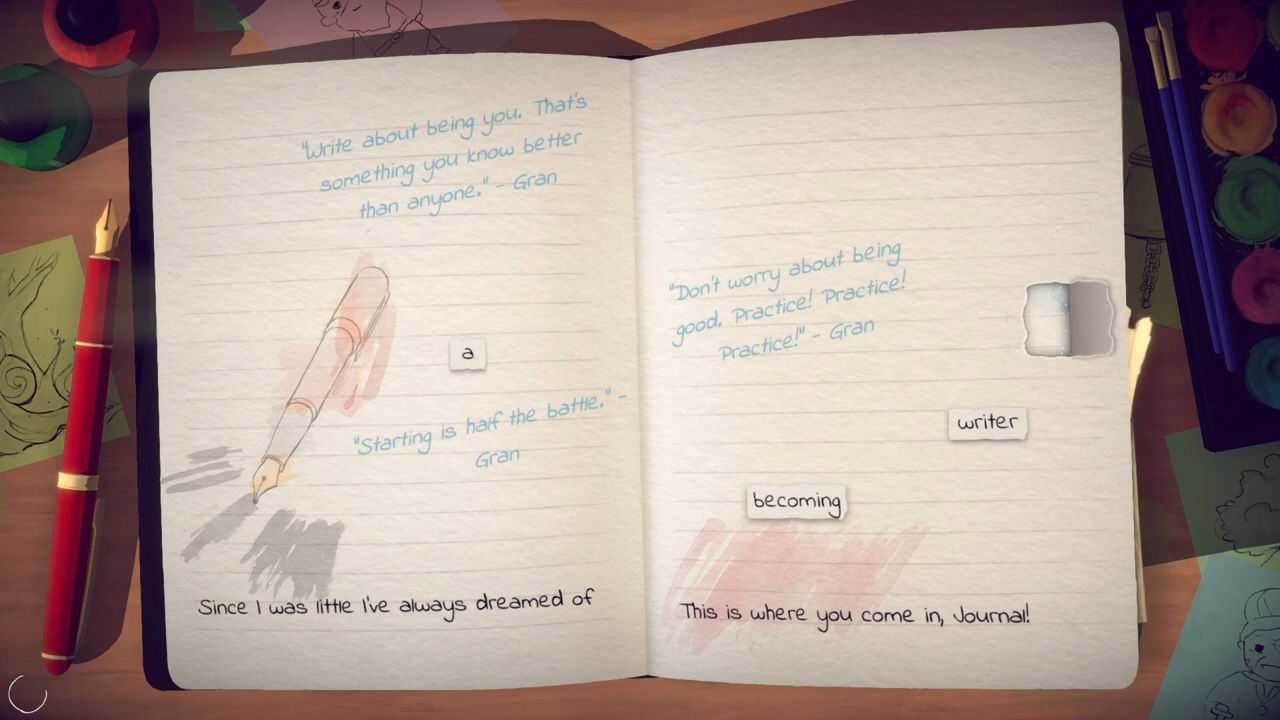 "Write about being you. That's
something you know better
than anyone." - Gran
a
"Starting is half the battle." -
Gran
Since I was little I've always dreamed of
"Don't worry about being
good. Practice! Practice!
Practice!" - Gran
writer
becoming
This is where you come in, Journal!